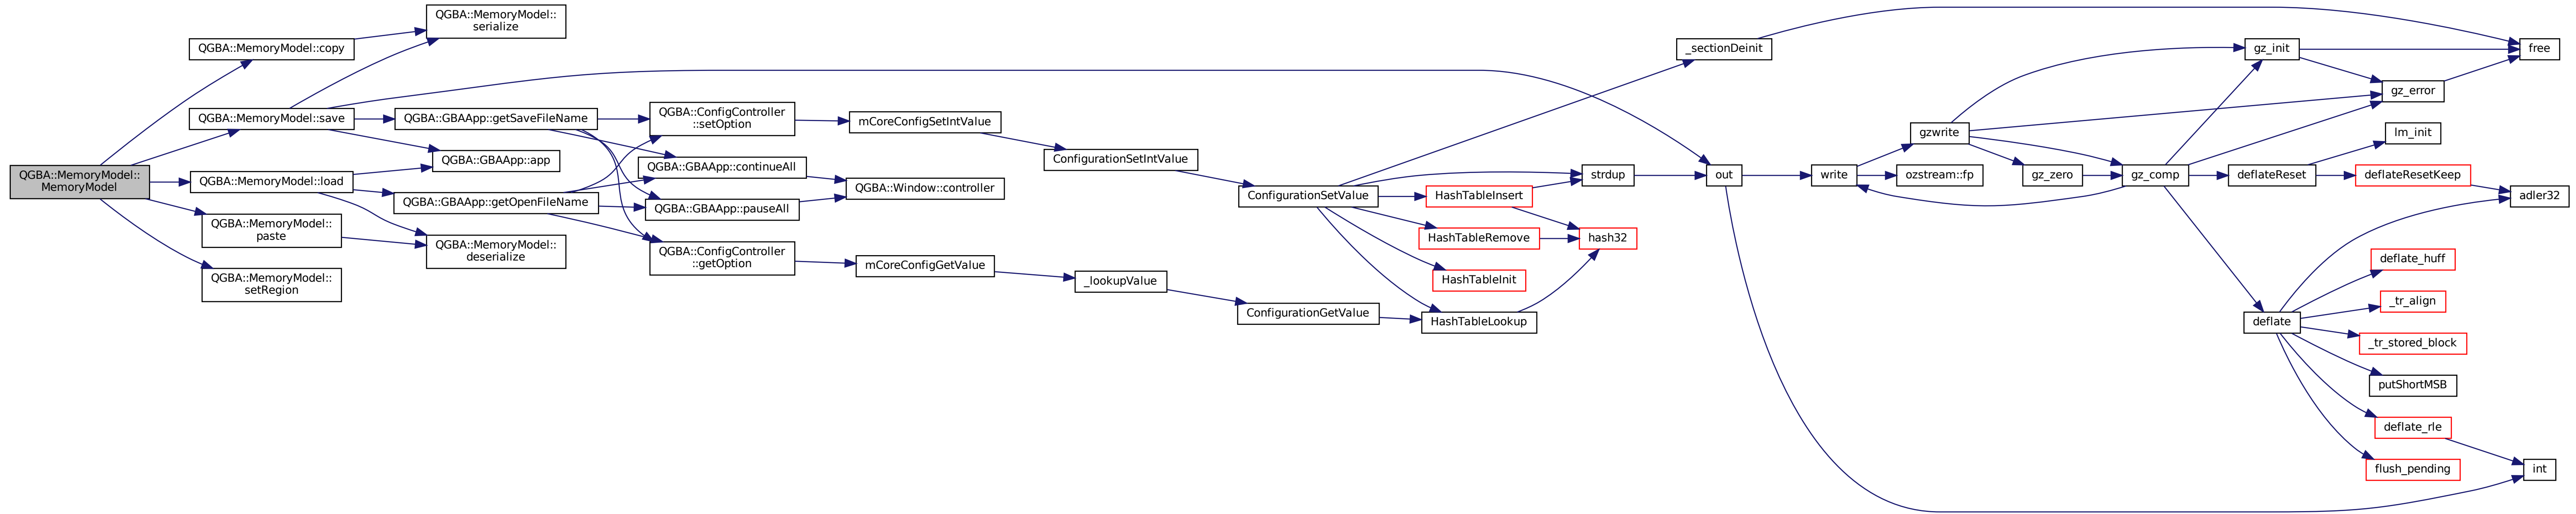 QGBA::MemoryModel::
MemoryModel
QGBA::MemoryModel::copy
QGBA::MemoryModel::save
QGBA::MemoryModel::load
QGBA::MemoryModel::
paste
QGBA::MemoryModel::
setRegion
QGBA::MemoryModel::
serialize
QGBA::GBAApp::getSaveFileName
QGBA::GBAApp::app
QGBA::GBAApp::getOpenFileName
QGBA::MemoryModel::
deserialize
QGBA::ConfigController
::setOption
QGBA::GBAApp::continueAll
QGBA::GBAApp::pauseAll
QGBA::ConfigController
::getOption
mCoreConfigSetIntValue
QGBA::Window::controller
mCoreConfigGetValue
ConfigurationSetIntValue
_lookupValue
ConfigurationSetValue
ConfigurationGetValue
HashTableInsert
HashTableRemove
HashTableInit
HashTableLookup
strdup
hash32
_sectionDeinit
out
write
gzwrite
ozstream::fp
gz_zero
gz_comp
gz_init
deflateReset
deflate
gz_error
lm_init
deflateResetKeep
deflate_huff
_tr_align
_tr_stored_block
putShortMSB
deflate_rle
flush_pending
free
adler32
int